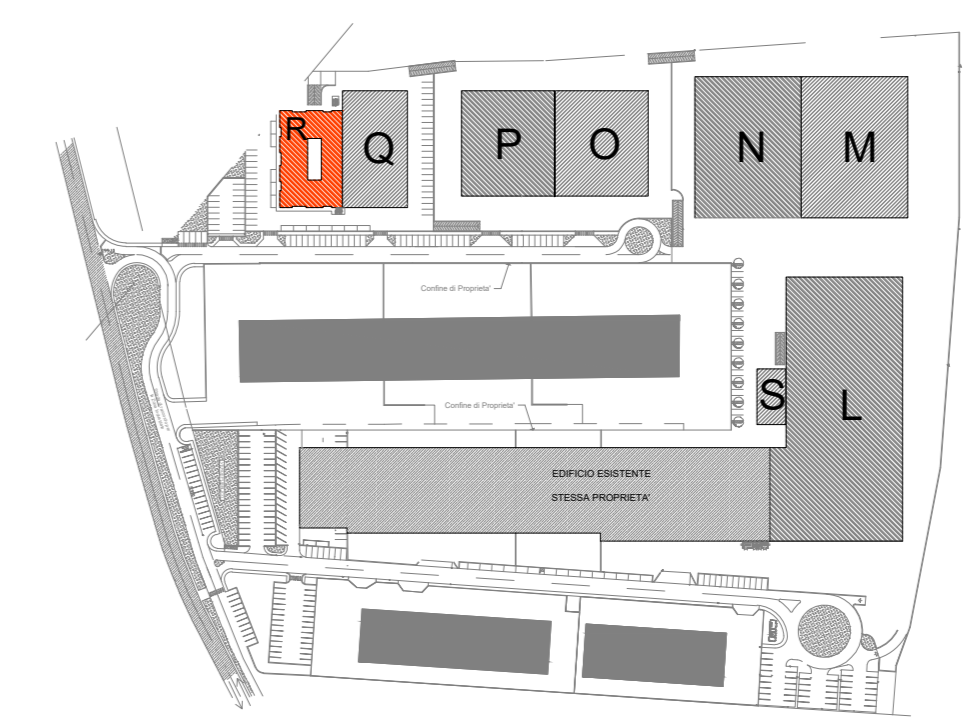 R
Q
P
O
N
M
Confine di Proprieta'
Confine di Proprieta'
S
L
EDIFICIO ESISTENTE
STESSA PROPRIETA'